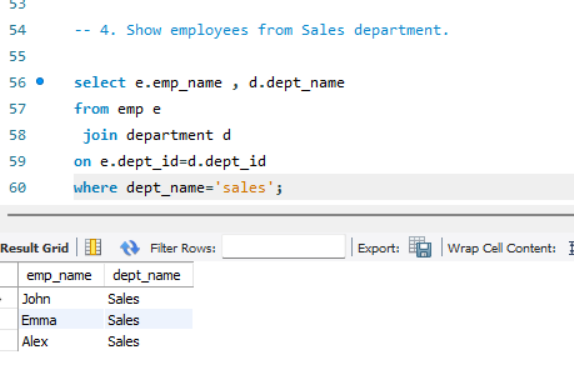 53
54 -- 4. Show employees from Sales department.
55
56 select e.emp_name , d.dept_name
57 from emp e
58 join department d
59 on e.dept_id=d.dept_id
60 where dept_name='sales';
Result Grid Filter Rows: Export: Wrap Cell Content:
emp_name dept_name
John Sales
Emma Sales
Alex Sales